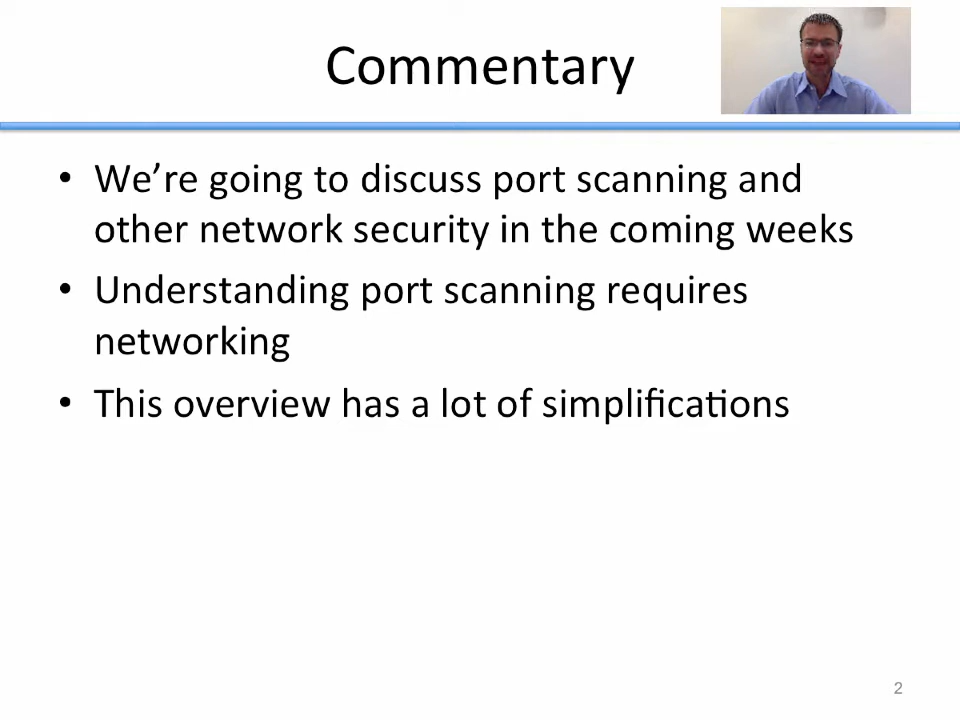 Commentary
• We’re going to discuss port scanning and
other network security in the coming weeks
• Understanding port scanning requires
networking
• This overview has a lot of simplifications
2